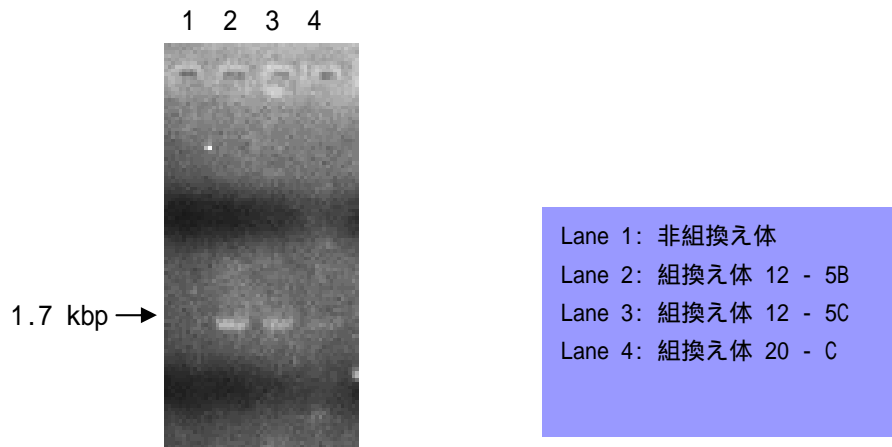 1 2 3 4
1.7 kbp
Lane 1: 非組換え体
Lane 2: 組換え体 12 - 5B
Lane 3: 組換え体 12 - 5C
Lane 4: 組換え体 20 - C